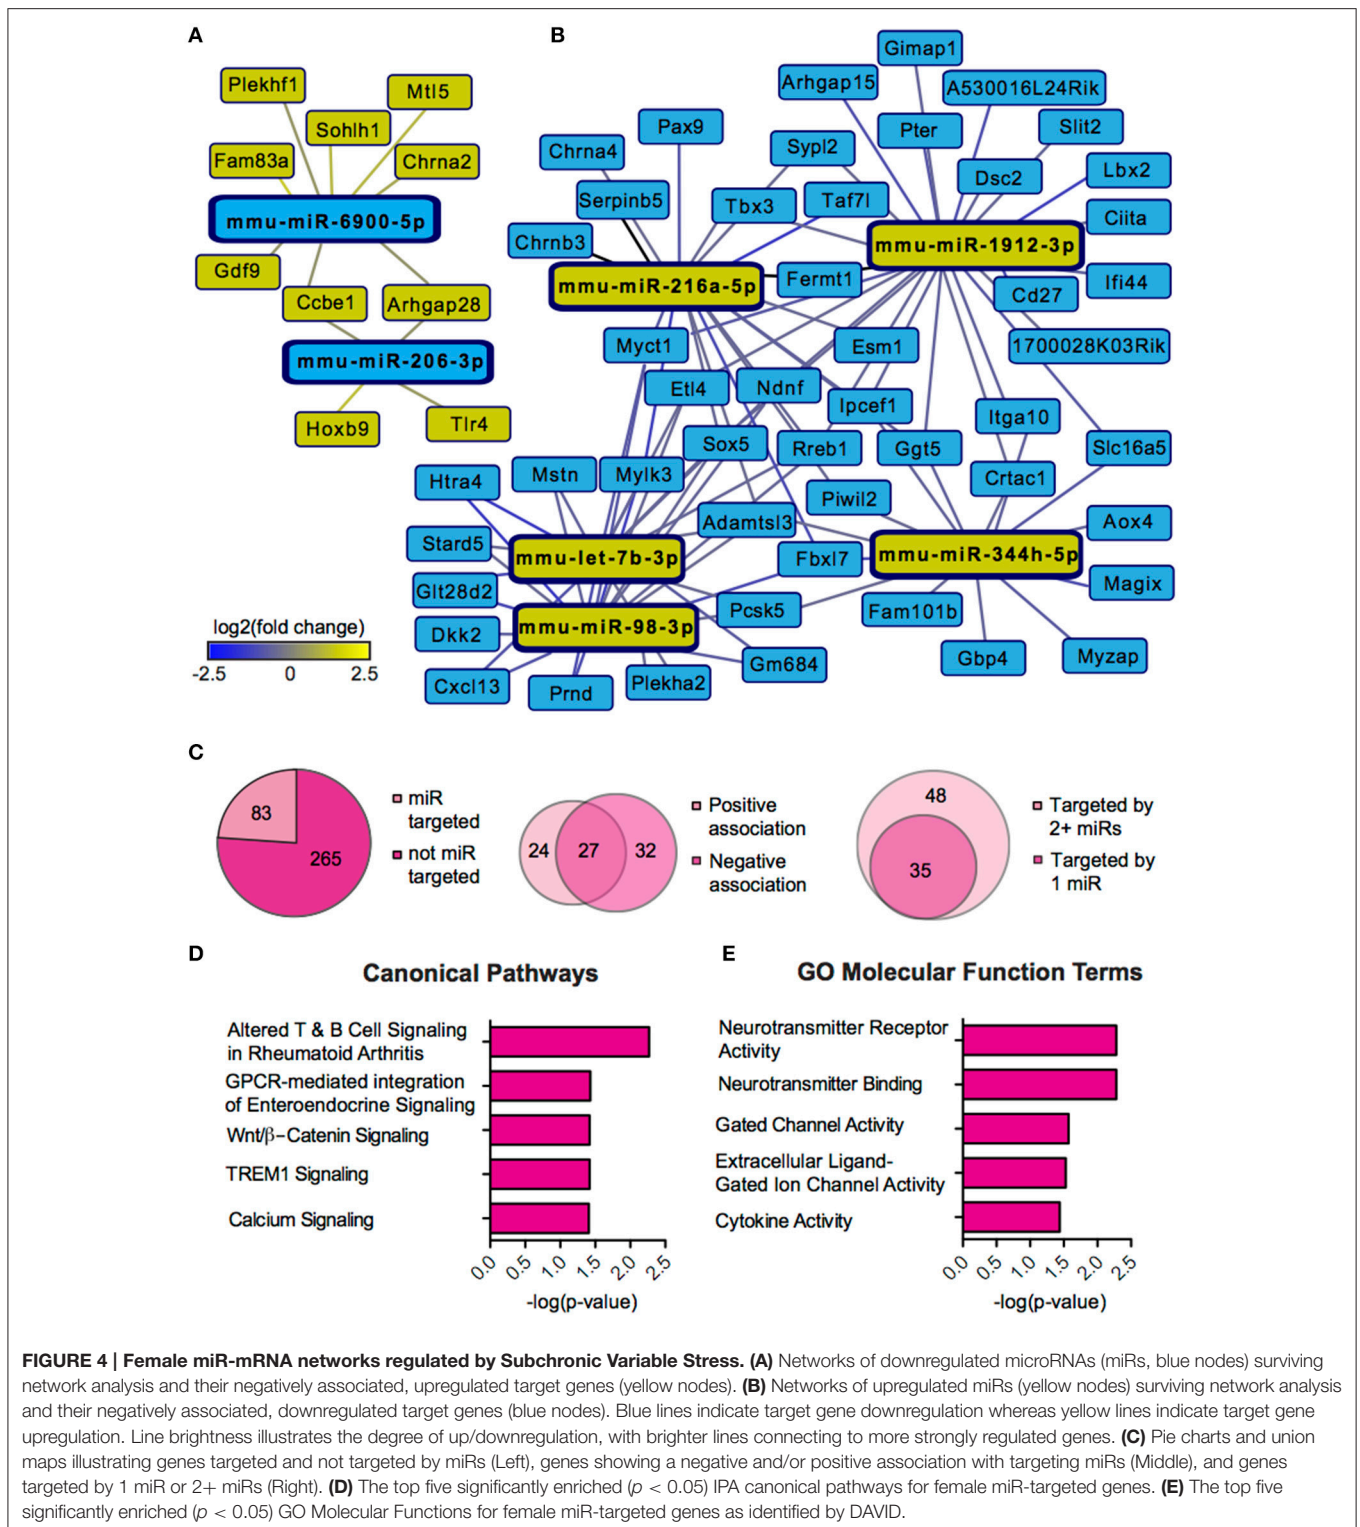 A
Plekhf1
Mtl5
Sohlh1
Fam83a
Chrna2
mmu-miR-6900-5p
Gdf9
Ccbe1
Arhgap28
mmu-miR-206-3p
Hoxb9
Tlr4
B
Gimap1
Arhgap15
A530016L24Rik
Pax9
Pter
Slit2
Chrna4
Sypl2
Dsc2
Lbx2
Serpinb5
Tbx3
Taf7l
Ciita
Chrnb3
mmu-miR-1912-3p
mmu-miR-216a-5p
Fermt1
Cd27
Ifi44
Myct1
Esm1
1700028K03Rik
Etl4
Ndnf
Ipcef1
Itga10
Sox5
Rreb1
Ggt5
Slc16a5
Htra4
Mstn
Mylk3
Piwil2
Crtac1
Stard5
Adamtsl3
Aox4
mmu-let-7b-3p
Fbxl7
mmu-miR-344h-5p
Glt28d2
Magix
Dkk2
mmu-miR-98-3p
Pcsk5
Fam101b
Cxcl13
Prnd
Plekha2
Gm684
Gbp4
Myzap
log2(fold change)
-2.5 0 2.5
C
83
265
miR
targeted
not miR
targeted
24 27 32
Positive
association
Negative
association
48
35
Targeted by
2+ miRs
Targeted by
1 miR
D
Canonical Pathways
Altered T & B Cell Signaling
in Rheumatoid Arthritis
GPCR-mediated integration
of Enteroendocrine Signaling
Wnt/β–Catenin Signaling
TREM1 Signaling
Calcium Signaling
0.0 0.5 1.0 1.5 2.0 2.5
-log(p-value)
E
GO Molecular Function Terms
Neurotransmitter Receptor
Activity
Neurotransmitter Binding
Gated Channel Activity
Extracellular Ligand-
Gated Ion Channel Activity
Cytokine Activity
0.0 0.5 1.0 1.5 2.0 2.5
-log(p-value)
FIGURE 4 | Female miR-mRNA networks regulated by Subchronic Variable Stress. (A) Networks of downregulated microRNAs (miRs, blue nodes) surviving
network analysis and their negatively associated, upregulated target genes (yellow nodes). (B) Networks of upregulated miRs (yellow nodes) surviving network analysis
and their negatively associated, downregulated target genes (blue nodes). Blue lines indicate target gene downregulation whereas yellow lines indicate target gene
upregulation. Line brightness illustrates the degree of up/downregulation, with brighter lines connecting to more strongly regulated genes. (C) Pie charts and union
maps illustrating genes targeted and not targeted by miRs (Left), genes showing a negative and/or positive association with targeting miRs (Middle), and genes
targeted by 1 miR or 2+ miRs (Right). (D) The top five significantly enriched (p < 0.05) IPA canonical pathways for female miR-targeted genes. (E) The top five
significantly enriched (p < 0.05) GO Molecular Functions for female miR-targeted genes as identified by DAVID.